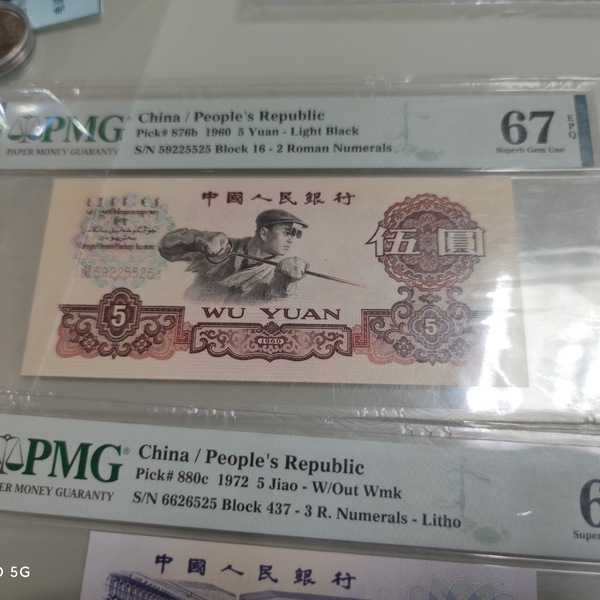 PMG
PAPER MONEY GUARANTY
China / People's Republic
Pick# 876b 1960 5 Yuan - Light Black
S/N 59225525 Block 16 - 2 Roman Numerals
67
EPQ
Superb Gem Unc
中國人民銀行
59225525
伍圓
WU YUAN
5
1960
5
PMG®
PER MONEY GUARANTY
China / People's Republic
Pick# 880c 1972 5 Jiao - W/Out Wmk
S/N 6626525 Block 437 - 3 R. Numerals - Litho
6
Super
中國人民銀行
5G